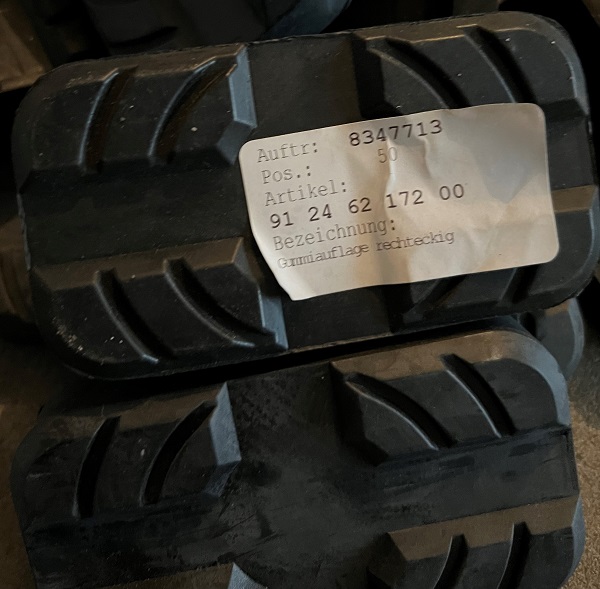 Auftr: 8347713
Pos.: 50
Artikel:
91 24 62 172 00
Bezeichnung:
Gummiauflage rechteckig